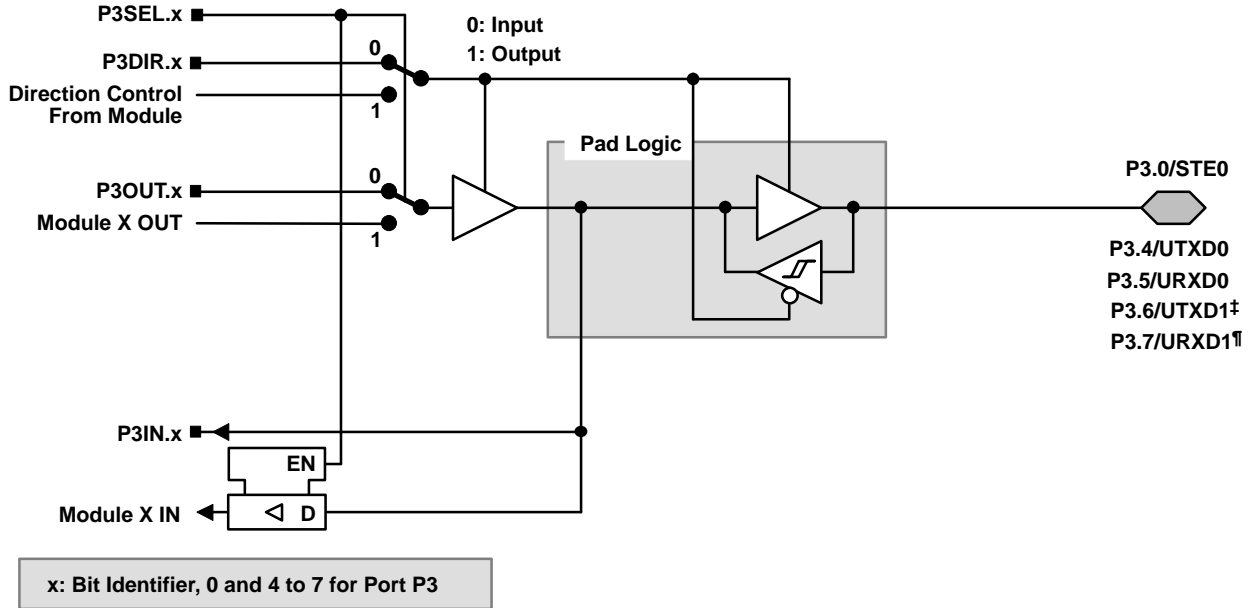 P3SEL.x
0: Input
1: Output
P3DIR.x
0
Direction Control
From Module
1
Pad Logic
P3OUT.x
0
Module X OUT
1
P3.0/STE0
P3.4/UTXD0
P3.5/URXD0
P3.6/UTXD1‡
P3.7/URXD1¶
P3IN.x
EN
Module X IN
D
x: Bit Identifier, 0 and 4 to 7 for Port P3